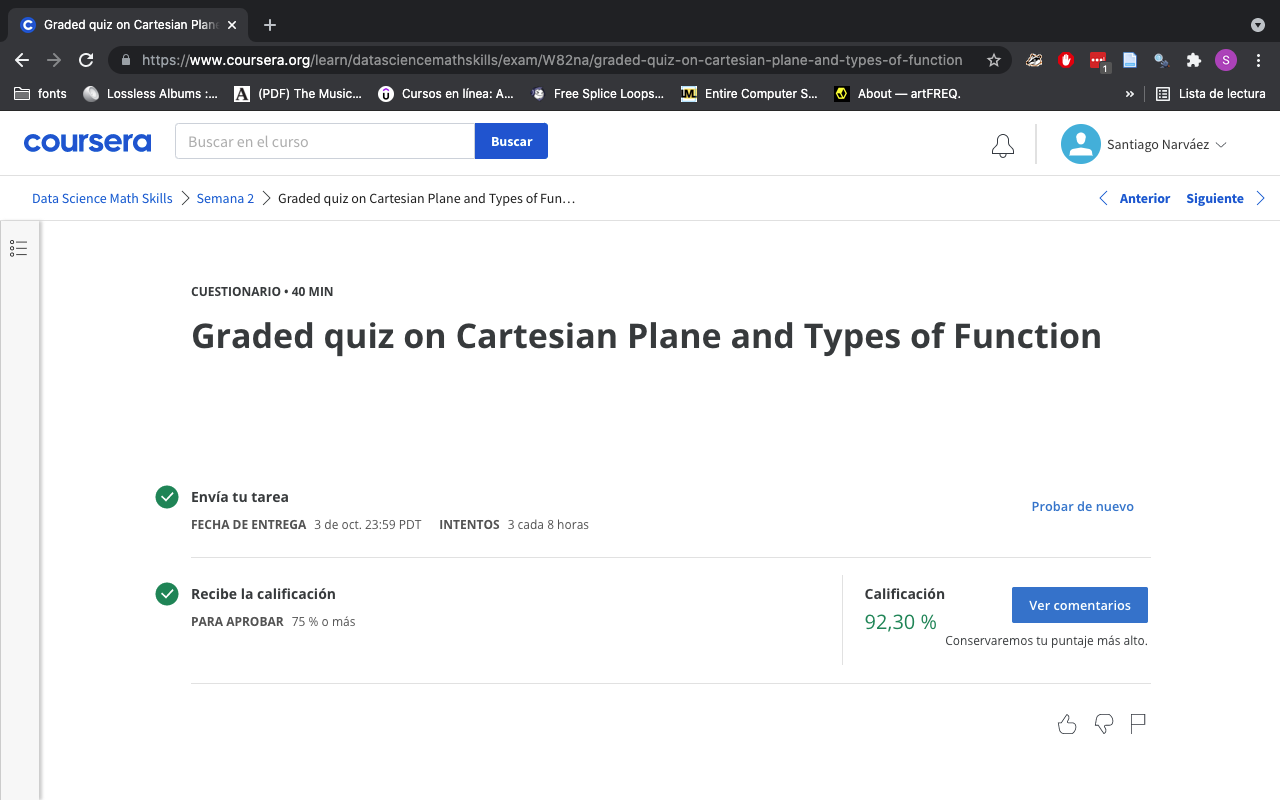 Graded quiz on Cartesian Plan
https://www.coursera.org/learn/datasciencemathskills/exam/W82na/graded-quiz-on-cartesian-plane-and-types-of-function
1
S
fonts
Lossless Albums :...
(PDF) The Music...
Cursos en línea: A...
Free Splice Loops...
Entire Computer S...
About — artFREQ.
»
Lista de lectura
coursera
Buscar en el curso
Buscar
Santiago Narváez
Data Science Math Skills
Semana 2
Graded quiz on Cartesian Plane and Types of Fun…
Anterior
Siguiente
CUESTIONARIO • 40 MIN
Graded quiz on Cartesian Plane and Types of Function
Envía tu tarea
Probar de nuevo
FECHA DE ENTREGA 3 de oct. 23:59 PDT INTENTOS 3 cada 8 horas
Recibe la calificación
PARA APROBAR 75 % o más
Calificación
92,30 %
Ver comentarios
Conservaremos tu puntaje más alto.